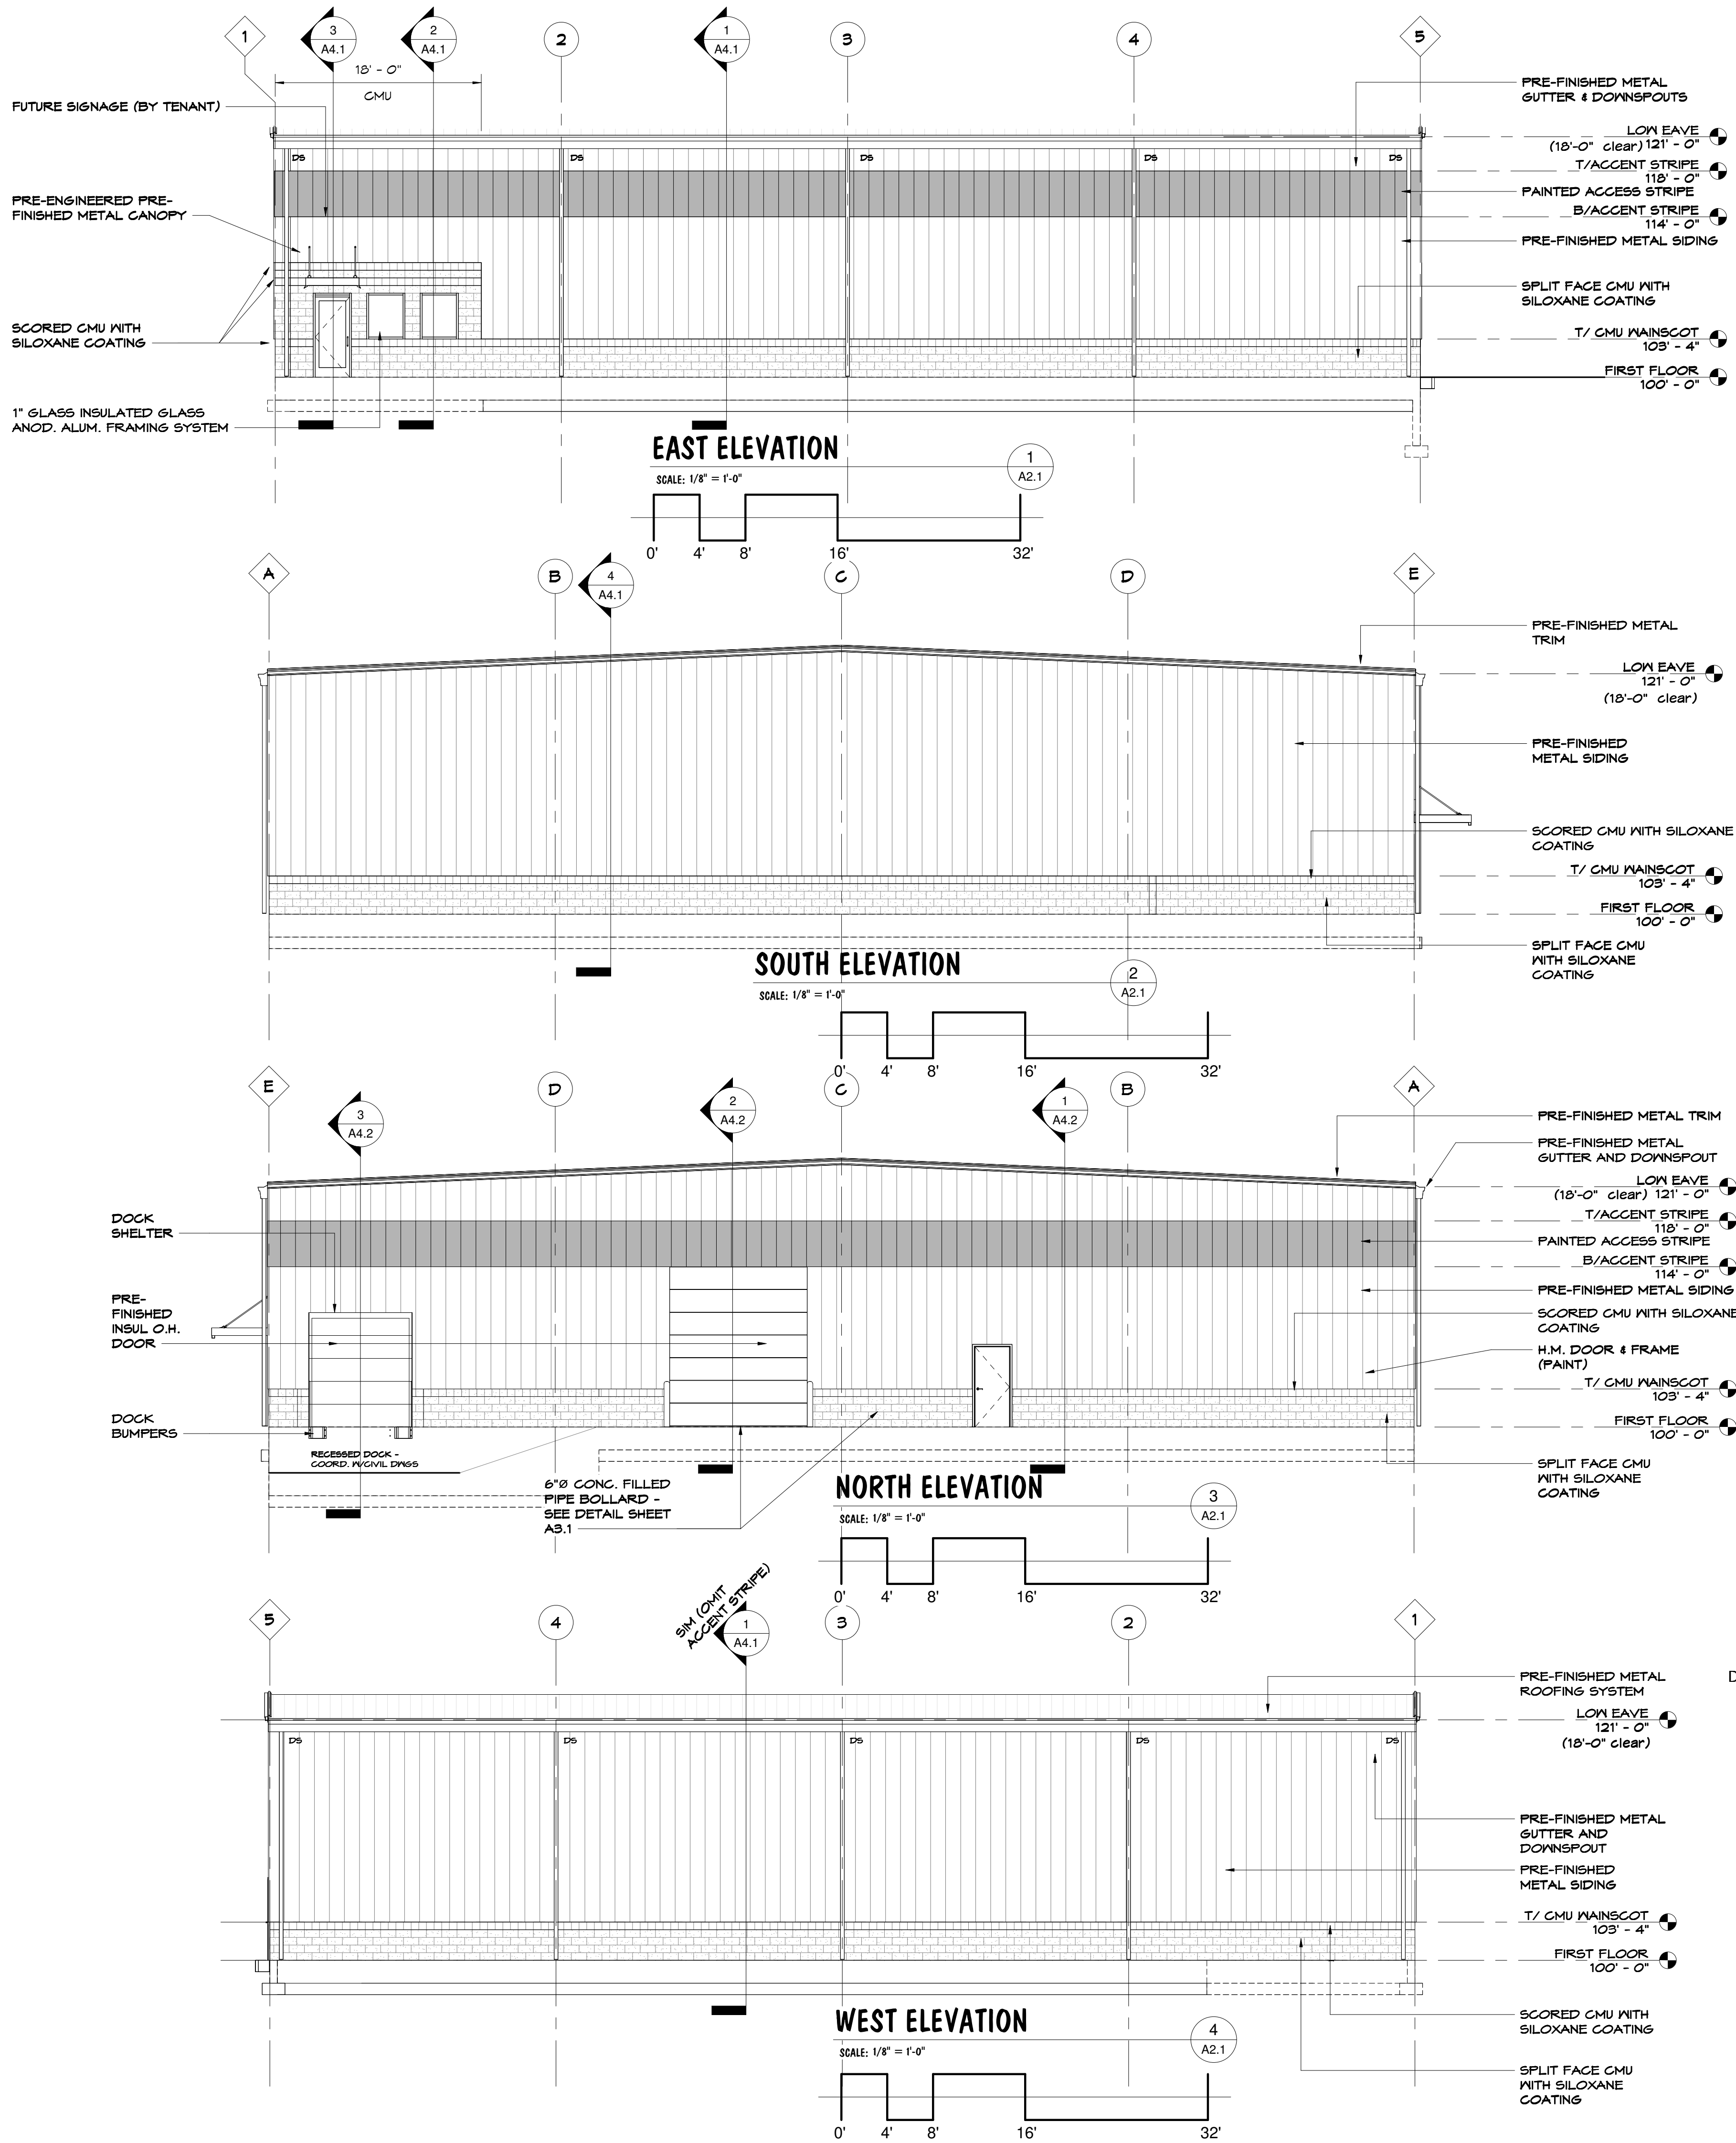 1
3
A4.1
2
A4.1
2
1
A4.1
3
4
5
18' - 0"
CMU
FUTURE SIGNAGE (BY TENANT)
PRE-ENGINEERED PRE-
FINISHED METAL CANOPY
SCORED CMU WITH
SILOXANE COATING
1" GLASS INSULATED GLASS
ANOD. ALUM. FRAMING SYSTEM
DS
DS
DS
DS
DS
PRE-FINISHED METAL
GUTTER & DOWNSPOUTS
LOW EAVE
(18'-0" clear) 121' - 0"
T/ACCENT STRIPE
118' - 0"
PAINTED ACCESS STRIPE
B/ACCENT STRIPE
114' - 0"
PRE-FINISHED METAL SIDING
SPLIT FACE CMU WITH
SILOXANE COATING
T/ CMU WAINSCOT
103' - 4"
FIRST FLOOR
100' - 0"
EAST ELEVATION
SCALE: 1/8" = 1'-0"
1
A2.1
0' 4' 8' 16' 32'
A
B
4
A4.1
C
D
E
PRE-FINISHED METAL
TRIM
LOW EAVE
121' - 0"
(18'-0" clear)
PRE-FINISHED
METAL SIDING
SCORED CMU WITH SILOXANE
COATING
T/ CMU WAINSCOT
103' - 4"
FIRST FLOOR
100' - 0"
SPLIT FACE CMU
WITH SILOXANE
COATING
SOUTH ELEVATION
SCALE: 1/8" = 1'-0"
2
A2.1
0' 4' 8' 16' 32'
E
3
A4.2
D
2
A4.2
C
1
A4.2
B
A
DOCK
SHELTER
PRE-
FINISHED
INSUL O.H.
DOOR
DOCK
BUMPERS
RECESSED DOCK -
COORD. W/CIVIL DWGS
6"Ø CONC. FILLED
PIPE BOLLARD -
SEE DETAIL SHEET
A3.1
PRE-FINISHED METAL TRIM
PRE-FINISHED METAL
GUTTER AND DOWNSPOUT
LOW EAVE
(18'-0" clear) 121' - 0"
T/ACCENT STRIPE
118' - 0"
PAINTED ACCESS STRIPE
B/ACCENT STRIPE
114' - 0"
PRE-FINISHED METAL SIDING
SCORED CMU WITH SILOXANE
COATING
H.M. DOOR & FRAME
(PAINT)
T/ CMU WAINSCOT
103' - 4"
FIRST FLOOR
100' - 0"
SPLIT FACE CMU
WITH SILOXANE
COATING
NORTH ELEVATION
SCALE: 1/8" = 1'-0"
3
A2.1
0' 4' 8' 16' 32'
SIM (OMIT
ACCENT STRIPE)
5
4
1
A4.1
3
2
1
DS
DS
DS
DS
DS
PRE-FINISHED METAL
ROOFING SYSTEM
D
LOW EAVE
121' - 0"
(18'-0" clear)
PRE-FINISHED METAL
GUTTER AND
DOWNSPOUT
PRE-FINISHED
METAL SIDING
T/ CMU WAINSCOT
103' - 4"
FIRST FLOOR
100' - 0"
SCORED CMU WITH
SILOXANE COATING
SPLIT FACE CMU
WITH SILOXANE
COATING
WEST ELEVATION
SCALE: 1/8" = 1'-0"
4
A2.1
0' 4' 8' 16' 32'